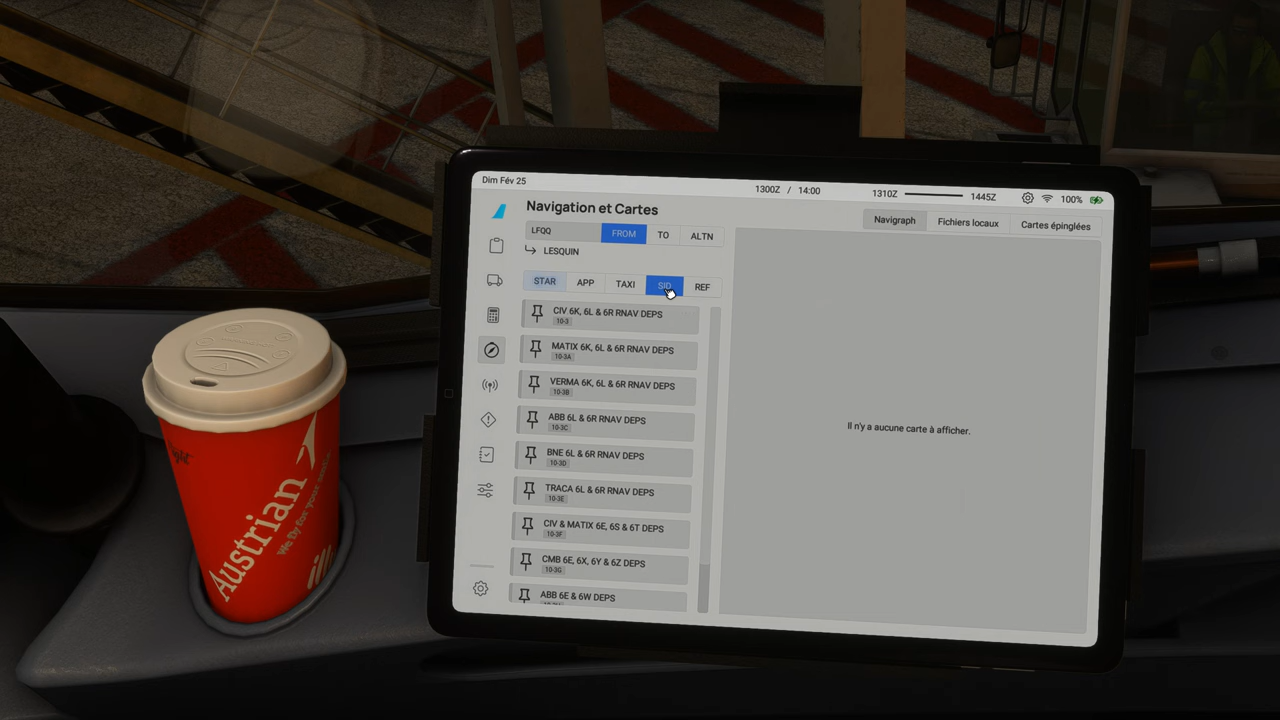 Dim Fév 25
1300Z / 14:00
1310Z
1445Z
100%
Navigation et Cartes
Navigraph
Fichiers locaux
Cartes épinglées
LFQQ
FROM
TO
ALTN
LESQUIN
STAR
APP
TAXI
SID
REF
CIV 6K, 6L & 6R RNAV DEPS
10-3
MATIX 6K, 6L & 6R RNAV DEPS
10-3A
VERMA 6K, 6L & 6R RNAV DEPS
10-3B
ABB 6L & 6R RNAV DEPS
10-3C
BNE 6L & 6R RNAV DEPS
10-3D
TRACA 6L & 6R RNAV DEPS
10-3E
CIV & MATIX 6E, 6S & 6T DEPS
10-3F
CMB 6E, 6X, 6Y & 6Z DEPS
10-3G
ABB 6E & 6W DEPS
Il n'y a aucune carte à afficher.
Austrian
We fly for your smile.